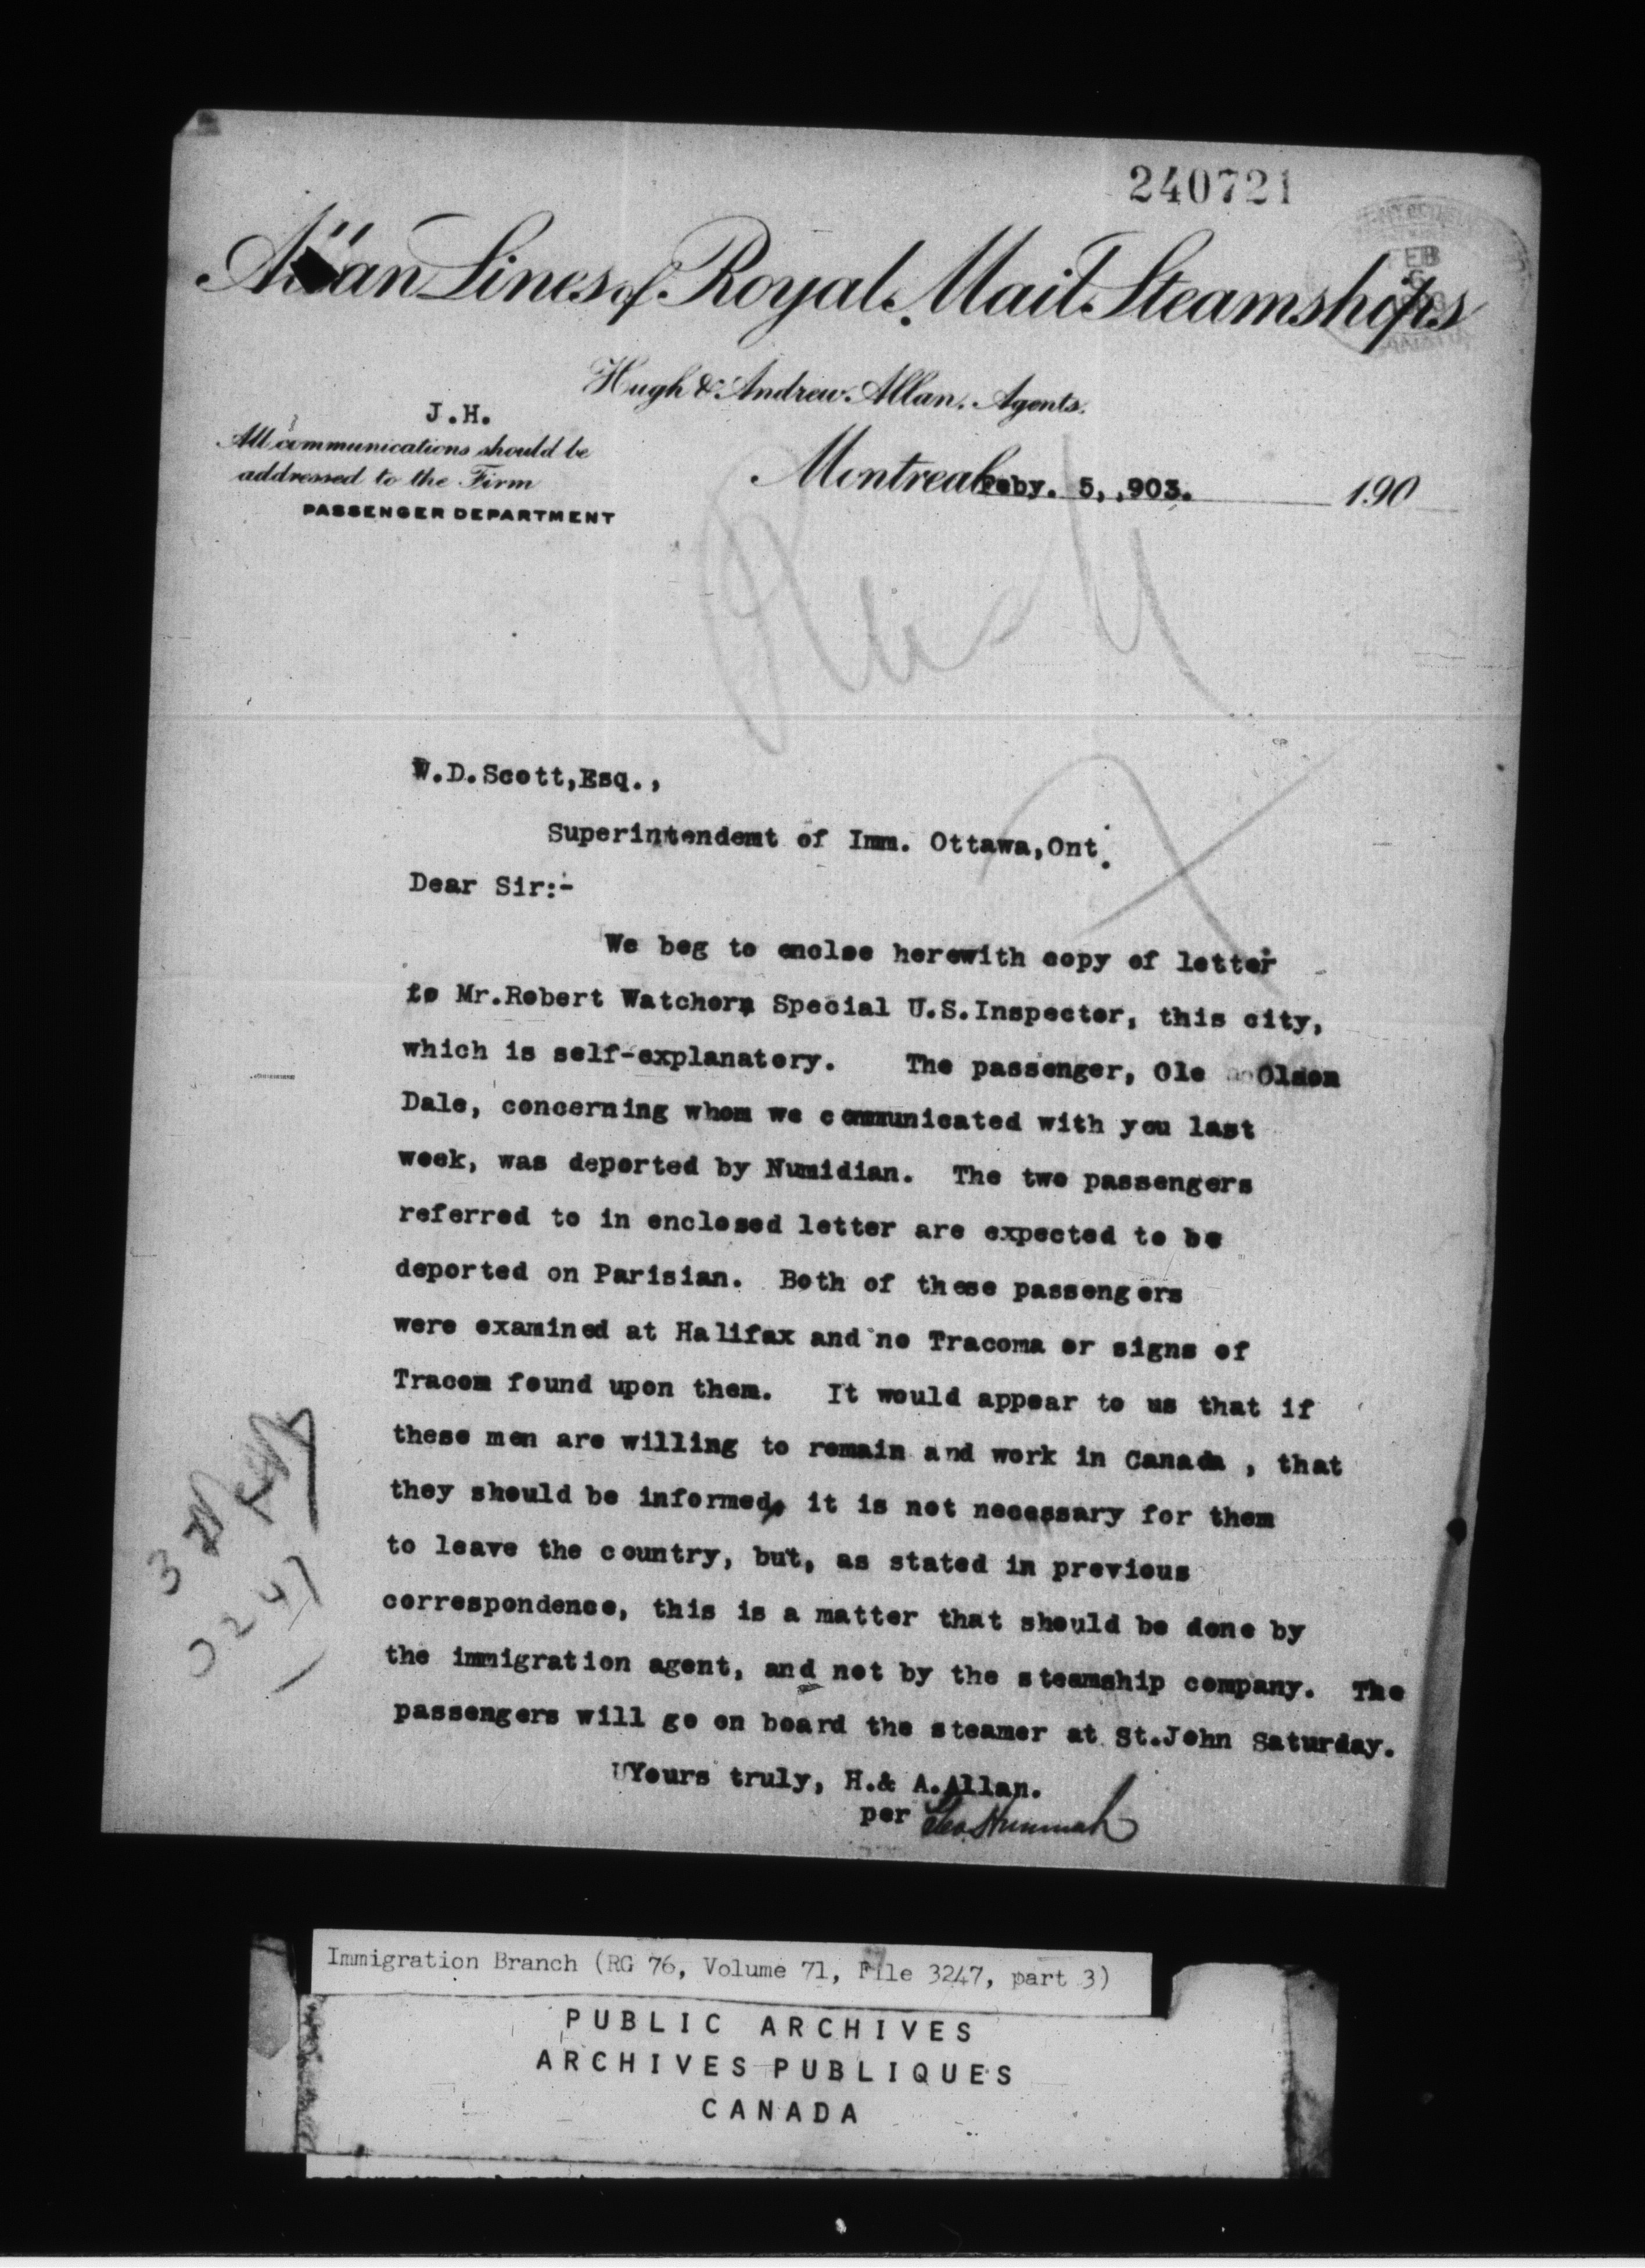 240721
Allan Lines of Royal Mail Steamships
FEB
Hugh & Andrew Allan, Agents.
J.H.
All communications should be
addressed to the Firm
PASSENGER DEPARTMENT
Montreal Feby. 5, ,903. 190
W.D.Scott,Esq.,
Superintendemt of Imm. Ottawa,Ont.
Dear Sir:-
We beg to enclse herewith copy of letter
to Mr.Robert Watchorn Special U.S.Inspector, this city,
which is self-explanatory. The passenger, Ole Olsen
Dale, concerning whom we communicated with you last
week, was deported by Numidian. The two passengers
referred to in enclosed letter are expected to be
deported on Parisian. Both of these passengers
were examined at Halifax and no Tracoma or signs of
Tracom found upon them. It would appear to us that if
these men are willing to remain and work in Canada , that
they should be informed, it is not necessary for them
to leave the country, but, as stated in previous
correspondence, this is a matter that should be done by
the immigration agent, and not by the steamship company. The
passengers will go on board the steamer at St.John Saturday.
UYours truly, H.& A.Allan.
per Geo. Hannah
3247
Immigration Branch (RG 76, Volume 71, File 3247, part 3)
PUBLIC ARCHIVES
ARCHIVES PUBLIQUES
CANADA